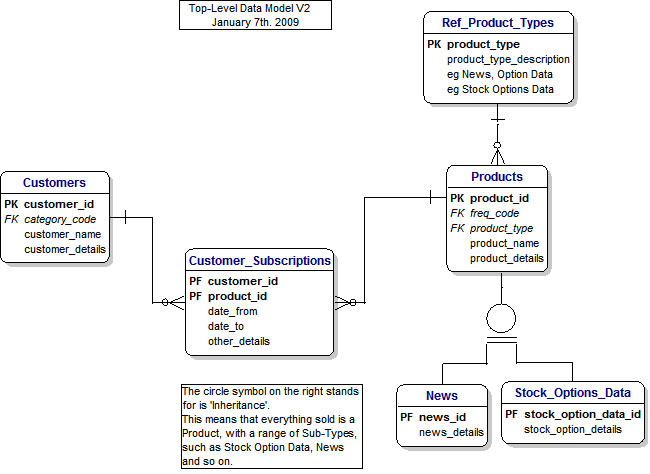 Top-Level Data Model V2
January 7th. 2009
Ref_Product_Types
PK product_type
product_type_description
eg News, Option Data
eg Stock Options Data
Customers
PK customer_id
FK category_code
customer_name
customer_details
Products
PK product_id
FK freq_code
FK product_type
product_name
product_details
Customer_Subscriptions
PF customer_id
PF product_id
date_from
date_to
other_details
The circle symbol on the right stands
for is 'Inheritance'.
This means that everything sold is a
Product, with a range of Sub-Types,
such as Stock Option Data, News
and so on.
News
PF news_id
news_details
Stock_Options_Data
PF stock_option_data_id
stock_option_details